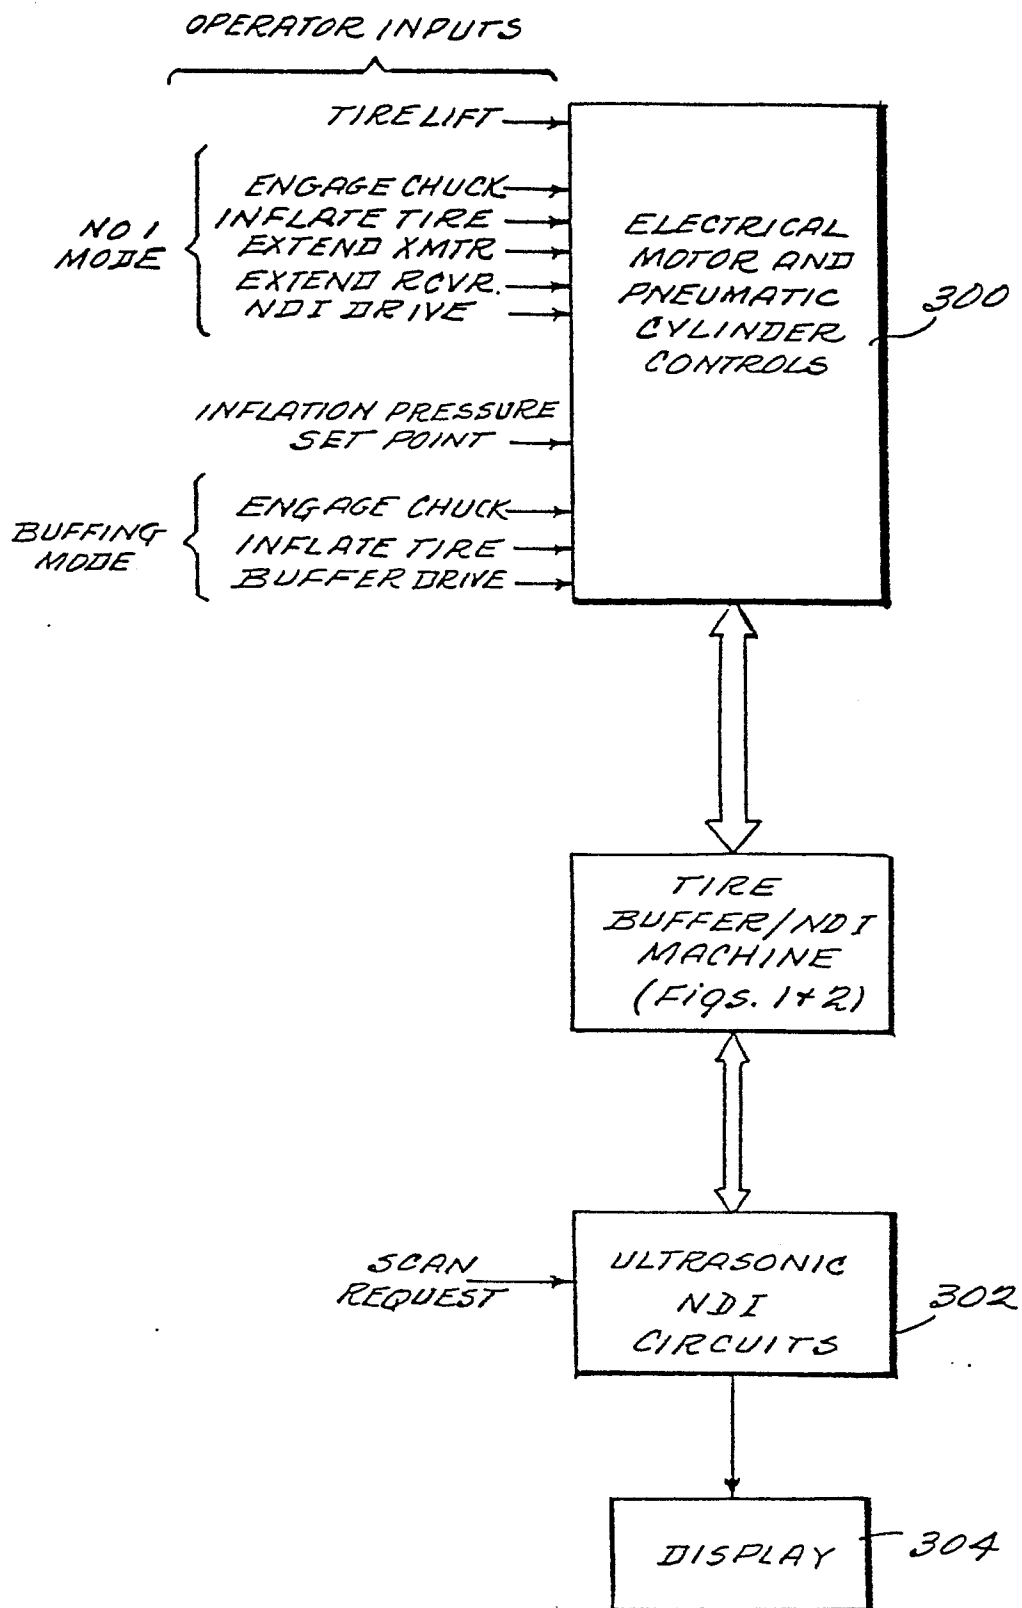 OPERATOR INPUTS
TIRE LIFT
NO I
MODE
ENGAGE CHUCK
INFLATE TIRE
EXTEND XMTR
EXTEND RCVR.
NDI DRIVE
INFLATION PRESSURE
SET POINT
BUFFING
MODE
ENGAGE CHUCK
INFLATE TIRE
BUFFER DRIVE
ELECTRICAL
MOTOR AND
PNEUMATIC
CYLINDER
CONTROLS
300
TIRE
BUFFER/NDI
MACHINE
(Figs. 1+2)
SCAN
REQUEST
ULTRASONIC
NDI
CIRCUITS
302
DISPLAY
304